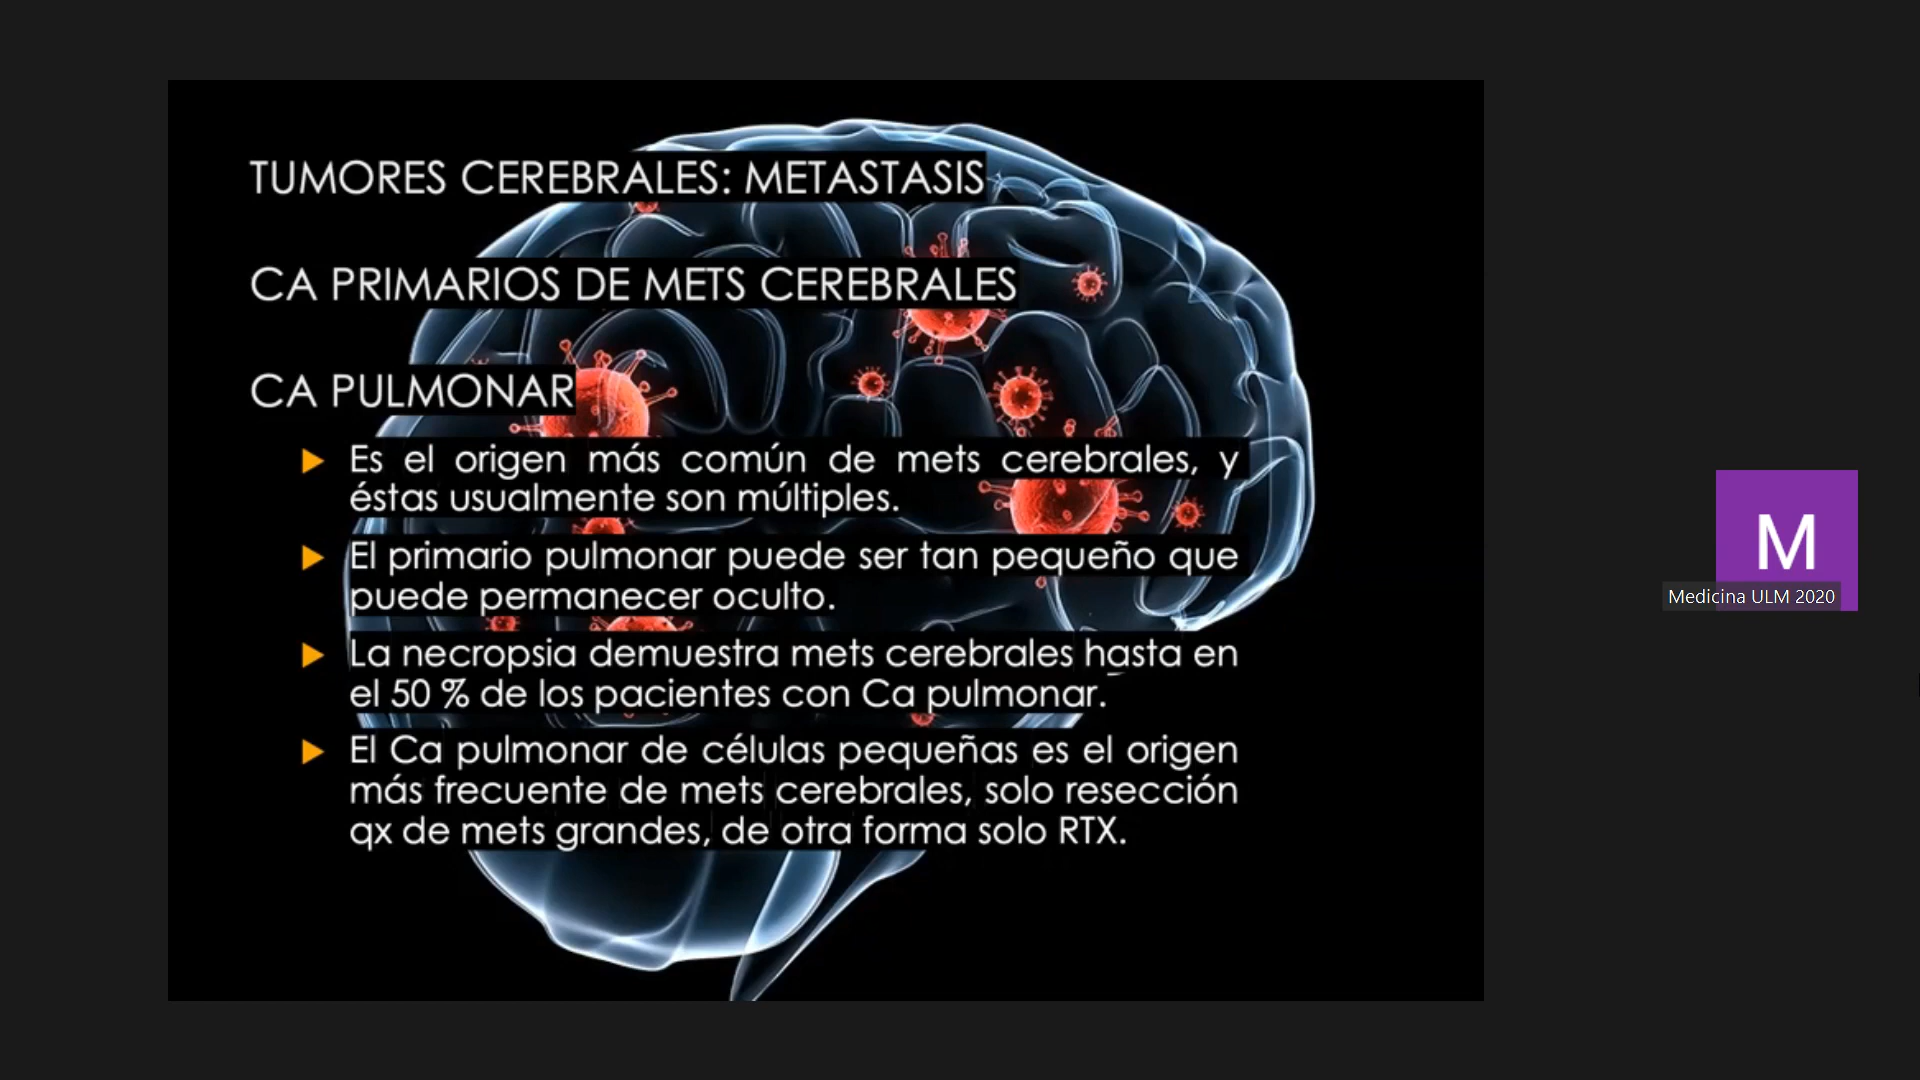 TUMORES CEREBRALES: METASTASIS
CA PRIMARIOS DE METS CEREBRALES
CA PULMONAR
Es el origen más común de mets cerebrales, y
éstas usualmente son múltiples.
El primario pulmonar puede ser tan pequeño que
puede permanecer oculto.
La necropsia demuestra mets cerebrales hasta en
el 50 % de los pacientes con Ca pulmonar.
El Ca pulmonar de células pequeñas es el origen
más frecuente de mets cerebrales, solo resección
qx de mets grandes, de otra forma solo RTX.
M
Medicina ULM 2020